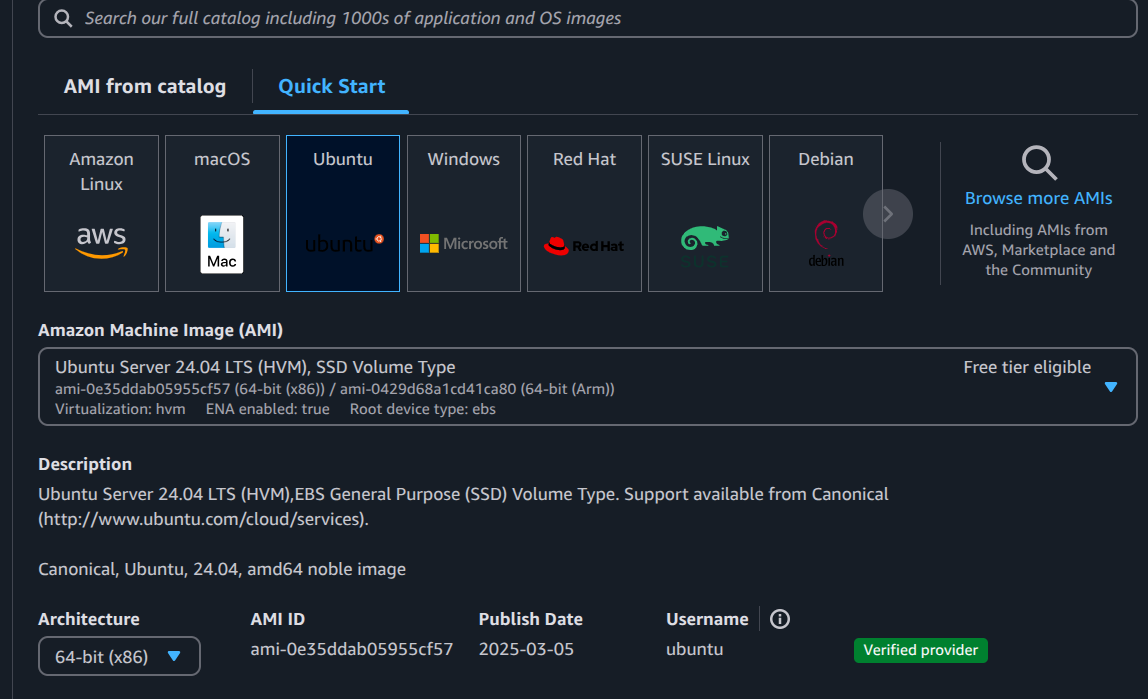 Search our full catalog including 1000s of application and OS images
AMI from catalog
Quick Start
Amazon
Linux
aws
macOS
Mac
Ubuntu
ubuntu
Windows
Microsoft
Red Hat
Red Hat
SUSE Linux
SUSE
Debian
debian
Browse more AMIs
Including AMIs from
AWS, Marketplace and
the Community
Amazon Machine Image (AMI)
Ubuntu Server 24.04 LTS (HVM), SSD Volume Type
Free tier eligible
ami-0e35ddab05955cf57 (64-bit (x86)) / ami-0429d68a1cd41ca80 (64-bit (Arm))
Virtualization: hvm ENA enabled: true Root device type: ebs
Description
Ubuntu Server 24.04 LTS (HVM),EBS General Purpose (SSD) Volume Type. Support available from Canonical
(http://www.ubuntu.com/cloud/services).
Canonical, Ubuntu, 24.04, amd64 noble image
Architecture
64-bit (x86)
AMI ID
ami-0e35ddab05955cf57
Publish Date
2025-03-05
Username
ubuntu
Verified provider